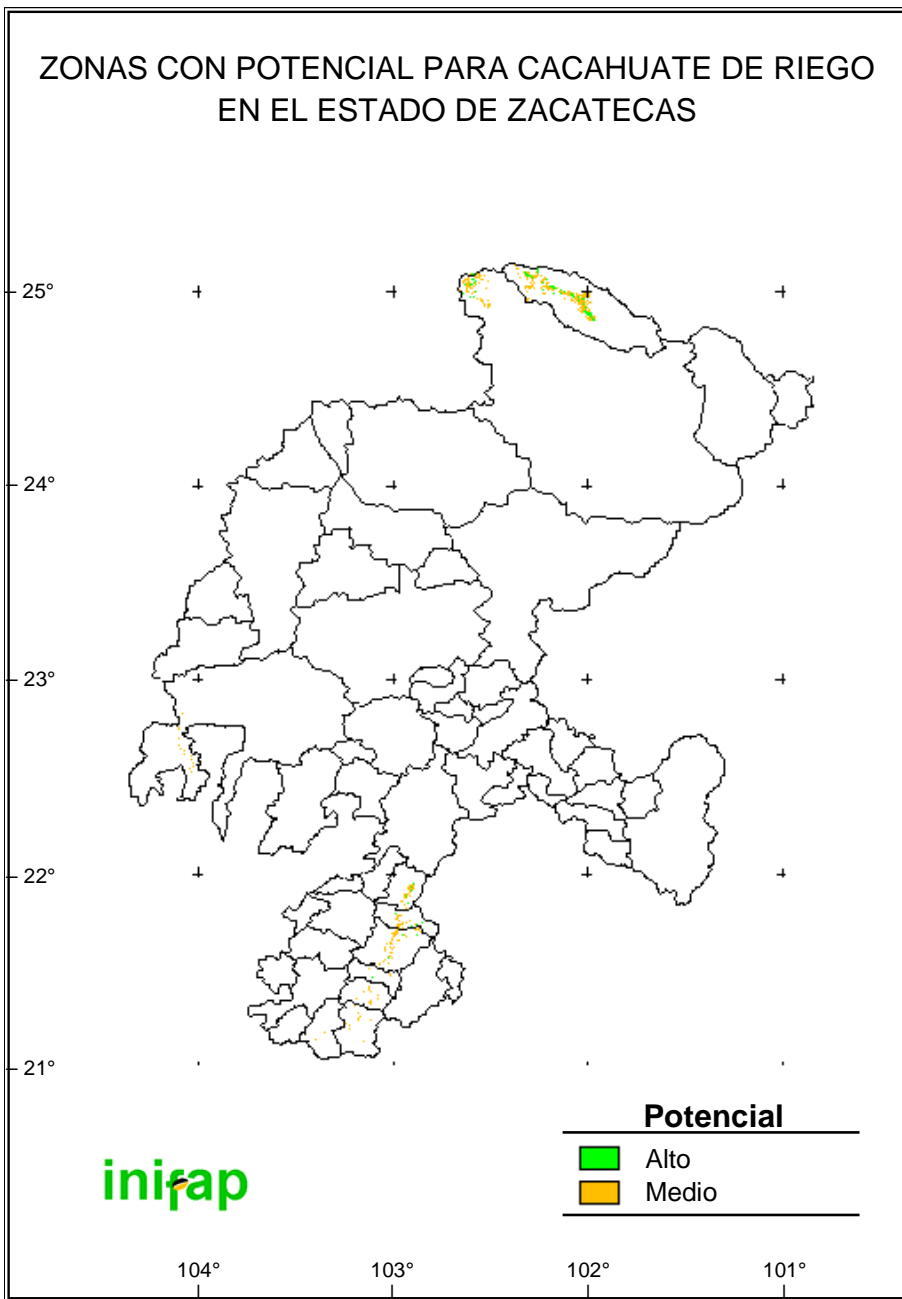 ZONAS CON POTENCIAL PARA CACAHUATE DE RIEGO
EN EL ESTADO DE ZACATECAS
25°
24°
23°
22°
21°
Potencial
Alto
Medio
inifap
104°
103°
102°
101°